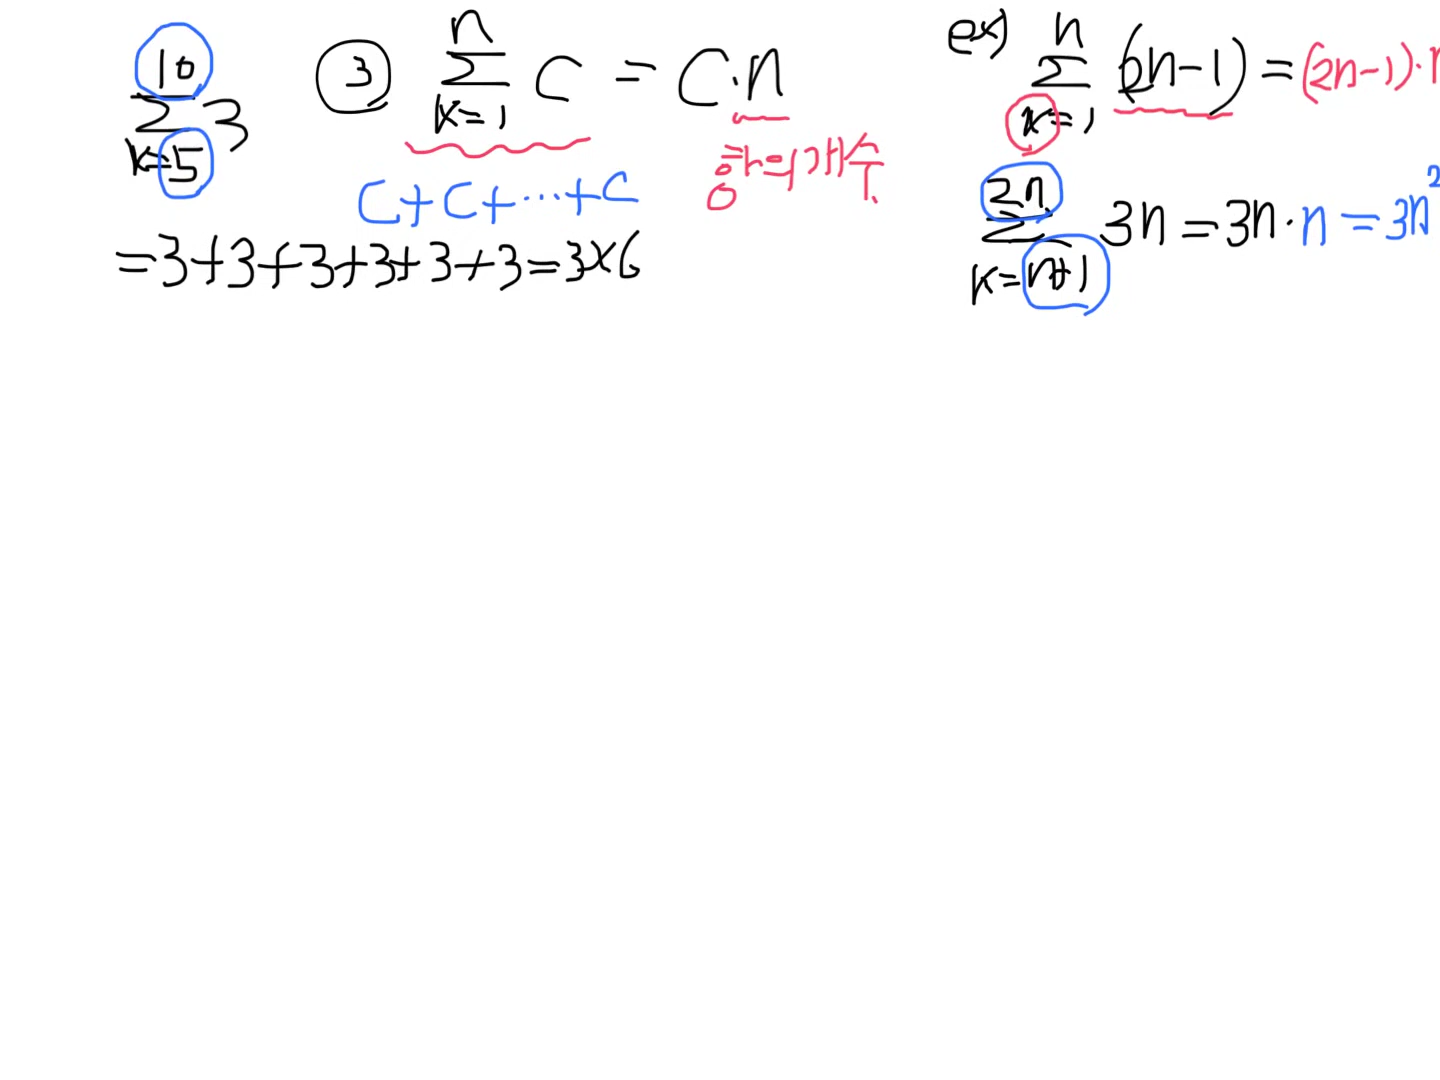 10
Σ 3
k=5
=3+3+3+3+3+3=3×6
③ n
Σ C = C·n
k=1
항의 개수
C+C+···+C
ex) n
Σ (2n-1) = (2n-1)·n
k=1
2n
Σ 3n = 3n·n = 3n²
k=n+1